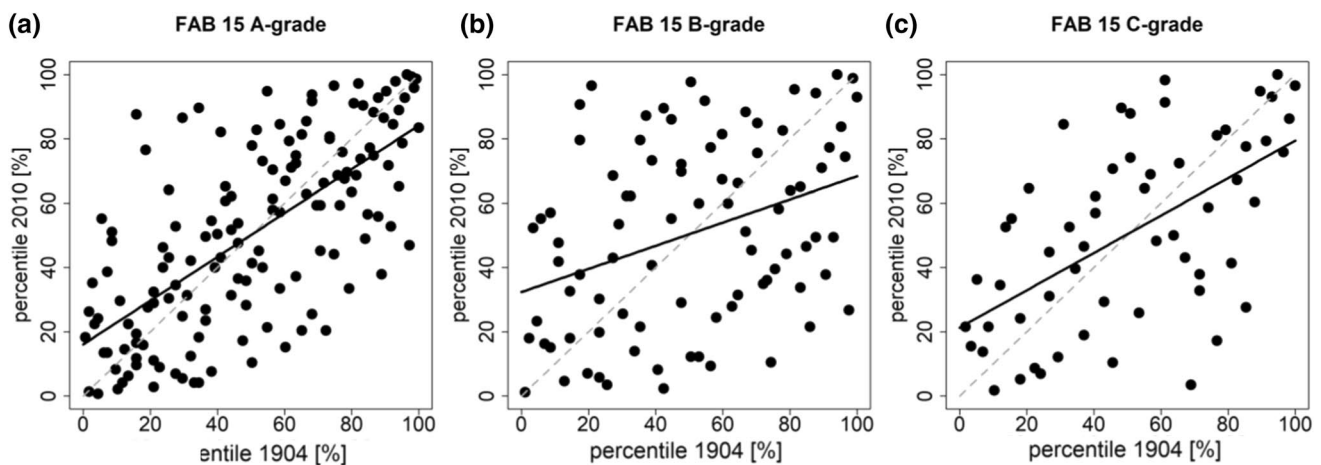 (a) FAB 15 A-grade
percentile 2010 [%]
100
80
60
40
20
0
0 20 40 60 80 100
entile 1904 [%]
(b) FAB 15 B-grade
percentile 2010 [%]
100
80
60
40
20
0
0 20 40 60 80 100
percentile 1904 [%]
(c) FAB 15 C-grade
percentile 2010 [%]
100
80
60
40
20
0
0 20 40 60 80 100
percentile 1904 [%]